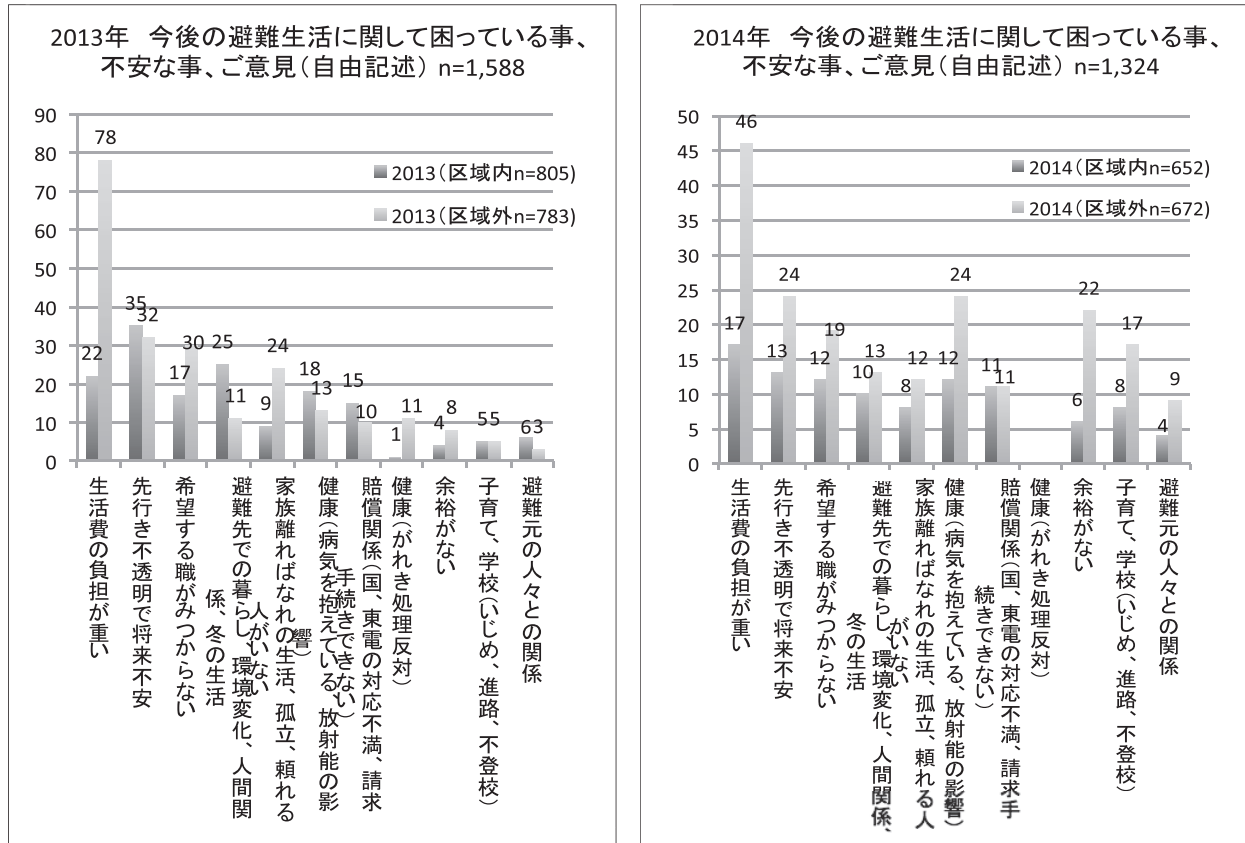 2013年 今後の避難生活に関して困っている事、
不安な事、ご意見(自由記述) n=1,588
90
80
70
60
50
40
30
20
10
0
2013(区域内n=805)
2013(区域外n=783)
22
78
35
32
17
30
25
11
9
24
18
13
15
10
1
11
4
8
5
5
6
3
生活費の負担が重い
先行き不透明で将来不安
希望する職がみつからない
避難先での暮らし、環境変化、人間関
係、冬の生活
家族離ればなれの生活、孤立、頼れる
人がいない
健康(病気を抱えている、放射能の影
響)
賠償関係(国、東電の対応不満、請求
手続きできない)
健康(がれき処理反対)
余裕がない
子育て、学校(いじめ、進路、不登校)
避難元の人々との関係
2014年 今後の避難生活に関して困っている事、
不安な事、ご意見(自由記述) n=1,324
50
45
40
35
30
25
20
15
10
5
0
2014(区域内n=652)
2014(区域外n=672)
17
46
13
24
12
19
10
13
8
12
12
24
11
11
6
22
8
17
4
9
生活費の負担が重い
先行き不透明で将来不安
希望する職がみつからない
避難先での暮らし、環境変化、人間関係、
冬の生活
家族離ればなれの生活、孤立、頼れる人
がいない
健康(病気を抱えている、放射能の影響)
賠償関係(国、東電の対応不満、請求手
続きできない)
健康(がれき処理反対)
余裕がない
子育て、学校(いじめ、進路、不登校)
避難元の人々との関係